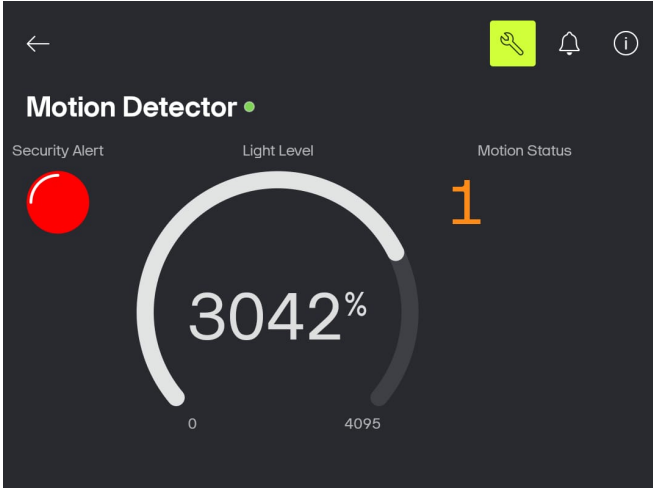 Motion Detector
Security Alert
Light Level
Motion Status
1
3042%
0
4095